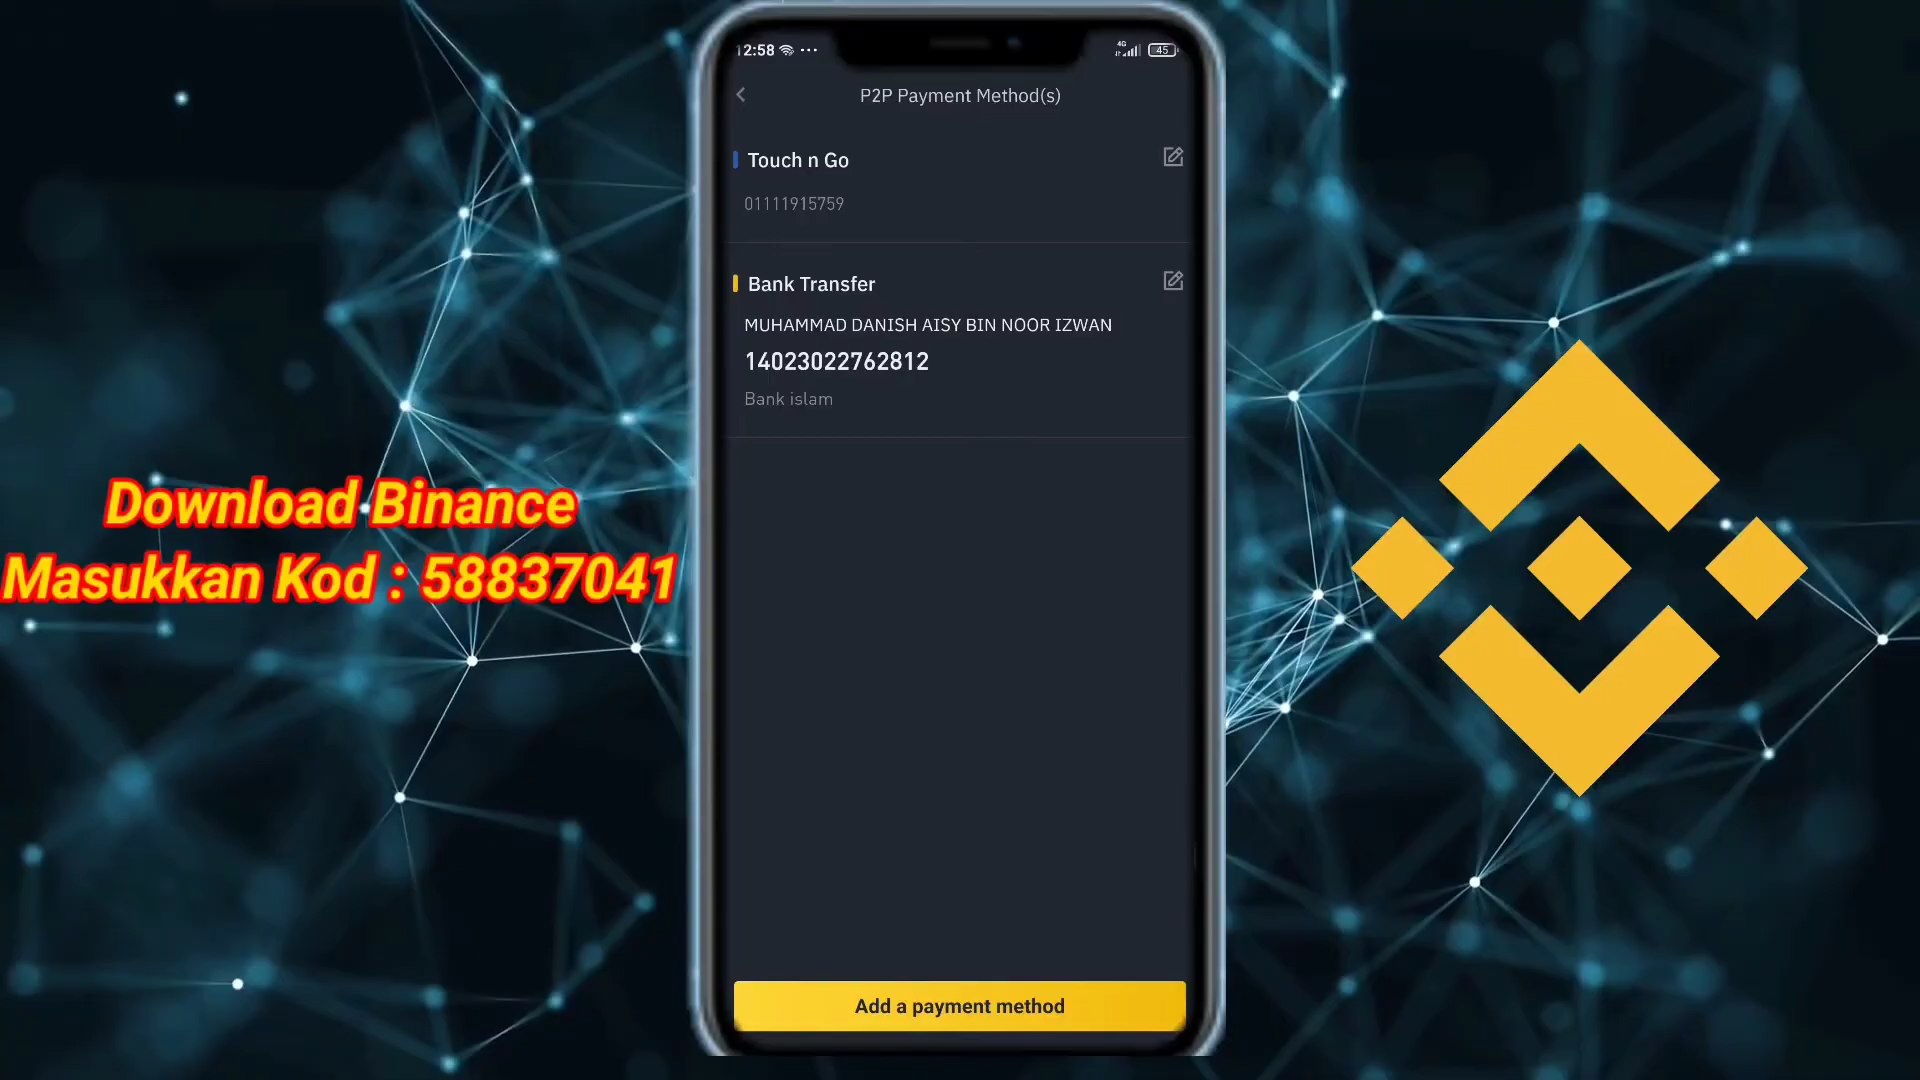 12:58
4G
45
P2P Payment Method(s)
Touch n Go
01111915759
Bank Transfer
MUHAMMAD DANISH AISY BIN NOOR IZWAN
14023022762812
Bank islam
Download Binance
Masukkan Kod : 58837041
Add a payment method